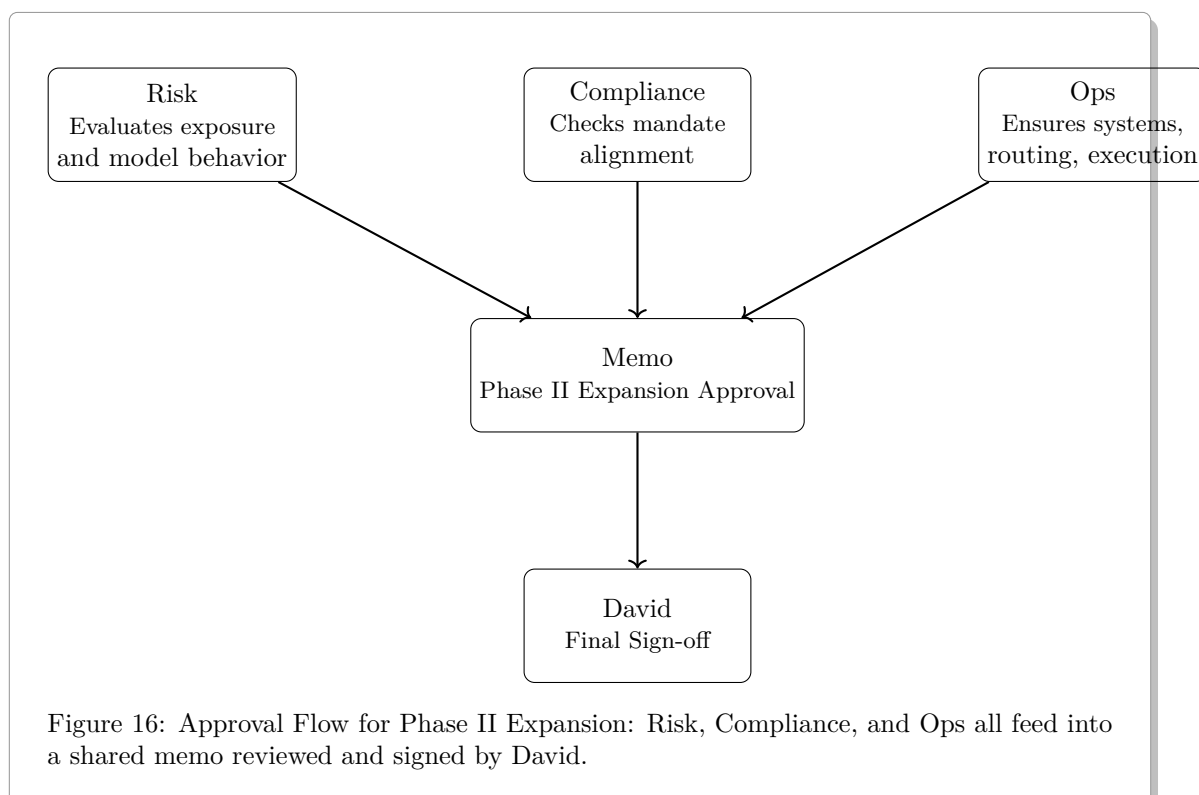 Risk
Evaluates exposure
and model behavior
Compliance
Checks mandate
alignment
Ops
Ensures systems,
routing, execution
Memo
Phase II Expansion Approval
David
Final Sign-off
Figure 16: Approval Flow for Phase II Expansion: Risk, Compliance, and Ops all feed into
a shared memo reviewed and signed by David.